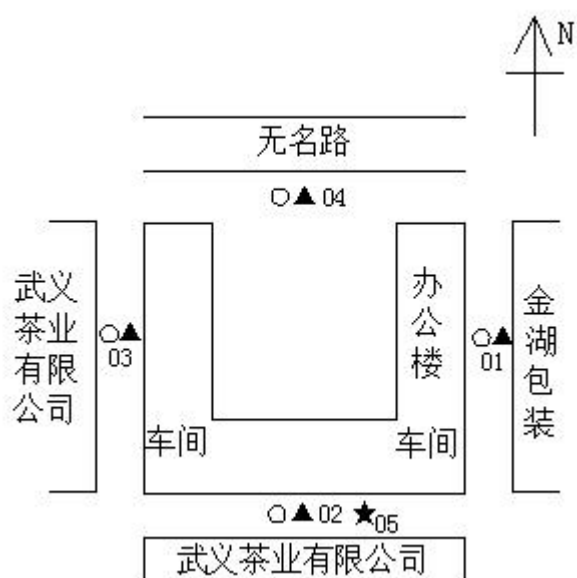 N
无名路
○▲04
武义
茶业
有限
公司
○▲
03
办
公
楼
○▲
01
金
湖
包
装
车间
车间
○▲02 ★05
武义茶业有限公司